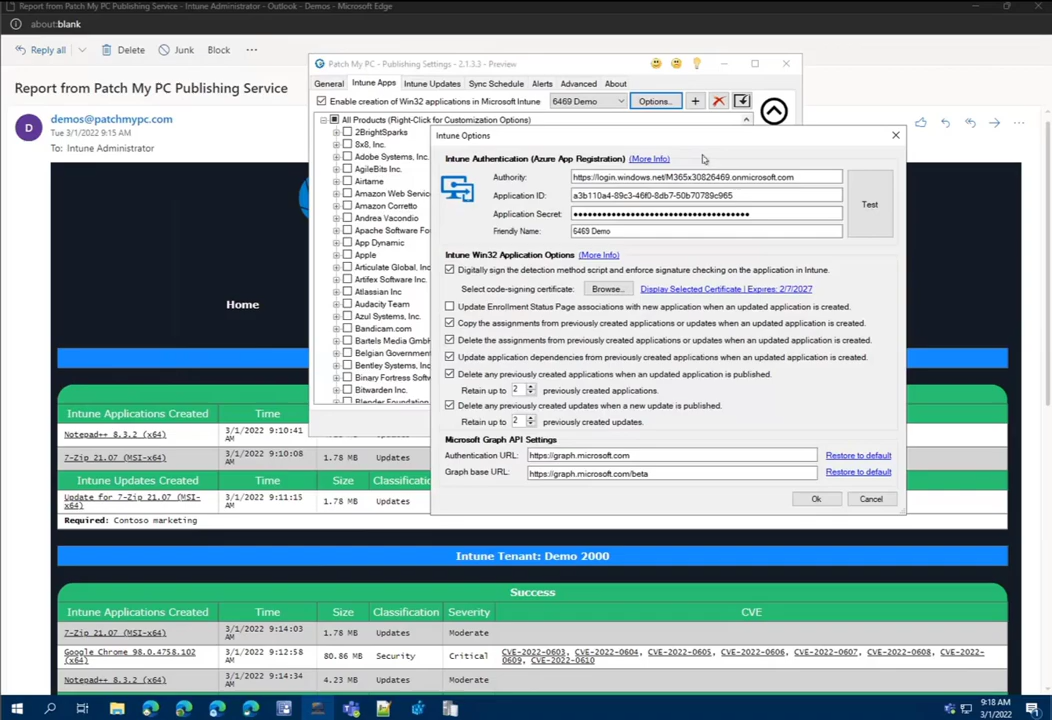 Report from Patch My PC Publishing Service - Intune Administrator - Outlook - Demos - Microsoft Edge
about:blank
Reply all
Delete
Junk
Block
Report from Patch My PC Publishing Service
D
demos@patchmypc.com
Tue 3/1/2022 9:15 AM
To: Intune Administrator
Patch My PC - Publishing Settings - 2.1.3.3 - Preview
General
Intune Apps
Intune Updates
Sync Schedule
Alerts
Advanced
About
Enable creation of Win32 applications in Microsoft Intune
6469 Demo
Options...
All Products (Right-Click for Customization Options)
2BrightSparks
8x8, Inc.
Adobe Systems, Inc.
AgileBits Inc.
Airtame
Amazon Web Servic
Amazon Corretto
Andrea Vacondio
Apache Software Fo
App Dynamic
Apple
Articulate Global, In
Artifex Software Inc.
Atlassian Inc
Audacity Team
Azul Systems, Inc.
Bandicam.com
Bartels Media Gmb
Belgian Government
Bentley Systems, Inc
Binary Fortress Softw
Bitwarden Inc.
Blender Foundation
Intune Options
Intune Authentication (Azure App Registration) (More Info)
Authority: https://login.windows.net/M365x30826469.onmicrosoft.com
Application ID: a3b110a4-89c3-46f0-8db7-50b70789c965
Application Secret:
Friendly Name: 6469 Demo
Test
Intune Win32 Application Options (More Info)
Digitally sign the detection method script and enforce signature checking on the application in Intune.
Select code-signing certificate: Browse.. Display Selected Certificate | Expires: 2/7/2027
Update Enrollment Status Page associations with new application when an updated application is created.
Copy the assignments from previously created applications or updates when an updated application is created.
Delete the assignments from previously created applications or updates when an updated application is created.
Update application dependencies from previously created applications when an updated application is created.
Delete any previously created applications when an updated application is published.
Retain up to 2 previously created applications.
Delete any previously created updates when a new update is published.
Retain up to 2 previously created updates.
Microsoft Graph API Settings
Authentication URL: https://graph.microsoft.com Restore to default
Graph base URL: https://graph.microsoft.com/beta Restore to default
Ok
Cancel
Home
Intune Applications Created Time
Notepad++ 8.3.2 (x64) 3/1/2022 9:10:41 AM
7-Zip 21.07 (MSI-x64) 3/1/2022 9:10:08 AM 1.78 MB Updates
Intune Updates Created Time Size Classificati
Update for 7-Zip 21.07 (MSI-x64) 3/1/2022 9:11:15 AM 1.78 MB Updates
Required: Contoso marketing
Intune Tenant: Demo 2000
Success
Intune Applications Created Time Size Classification Severity CVE
7-Zip 21.07 (MSI-x64) 3/1/2022 9:14:03 AM 1.78 MB Updates Moderate
Google Chrome 98.0.4758.102 (x64) 3/1/2022 9:12:58 AM 80.86 MB Security Critical CVE-2022-0603, CVE-2022-0604, CVE-2022-0605, CVE-2022-0606, CVE-2022-0607, CVE-2022-0608, CVE-2022-0609, CVE-2022-0610
Notepad++ 8.3.2 (x64) 3/1/2022 9:14:34 AM 4.23 MB Updates Moderate
9:18 AM
3/1/2022